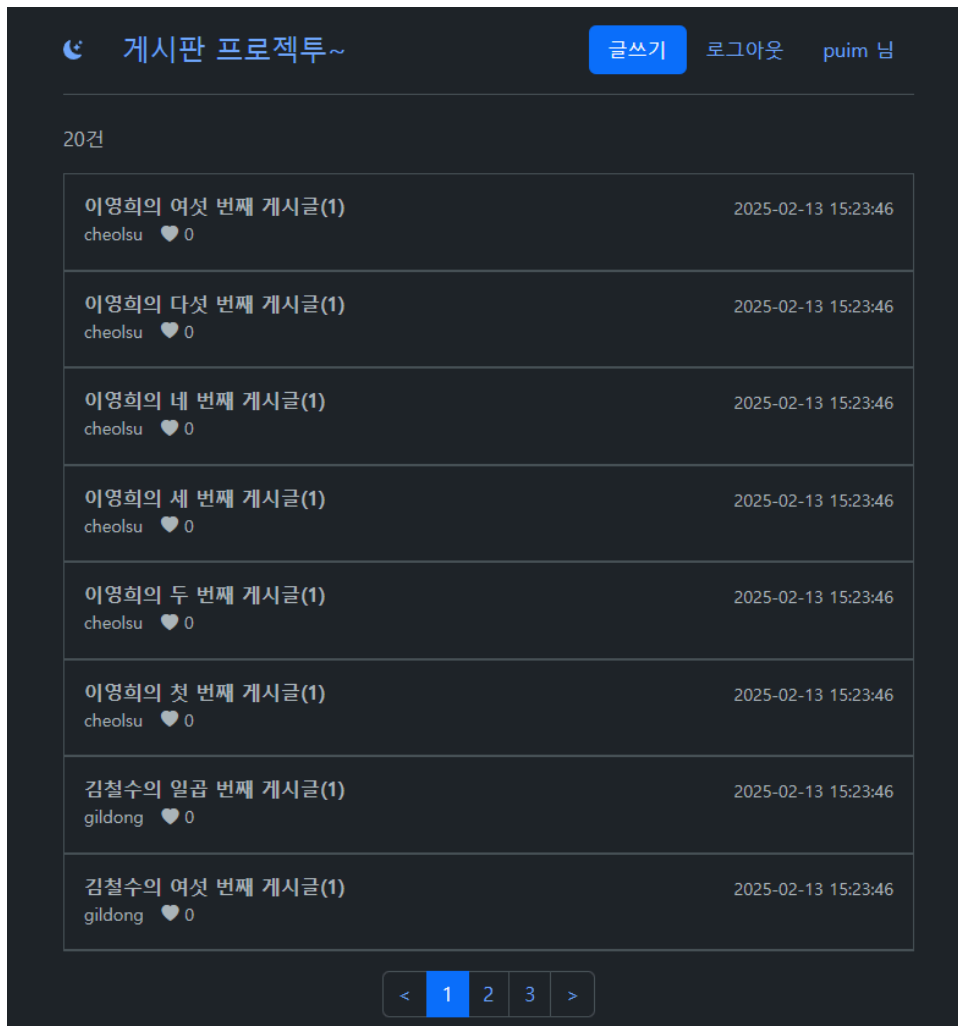 게시판 프로젝투~ 글쓰기 로그아웃 puim 님
20건
이영희의 여섯 번째 게시글(1) 2025-02-13 15:23:46
cheolsu 0
이영희의 다섯 번째 게시글(1) 2025-02-13 15:23:46
cheolsu 0
이영희의 네 번째 게시글(1) 2025-02-13 15:23:46
cheolsu 0
이영희의 세 번째 게시글(1) 2025-02-13 15:23:46
cheolsu 0
이영희의 두 번째 게시글(1) 2025-02-13 15:23:46
cheolsu 0
이영희의 첫 번째 게시글(1) 2025-02-13 15:23:46
cheolsu 0
김철수의 일곱 번째 게시글(1) 2025-02-13 15:23:46
gildong 0
김철수의 여섯 번째 게시글(1) 2025-02-13 15:23:46
gildong 0
< 1 2 3 >